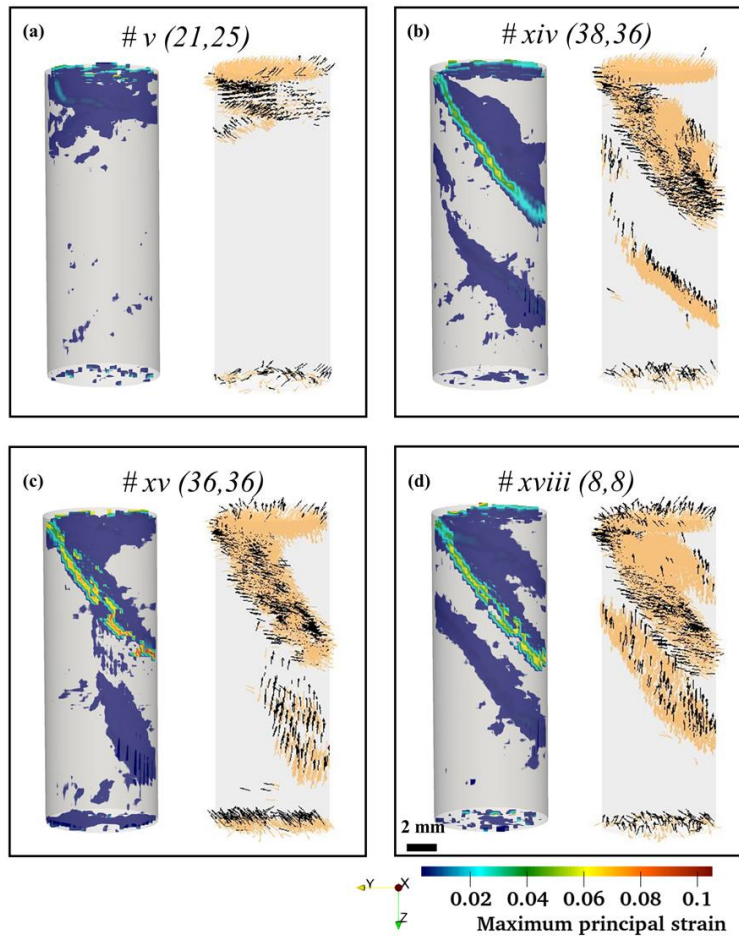 (a)
# v (21,25)
(b)
# xiv (38,36)
(c)
# xv (36,36)
(d)
# xviii (8,8)
2 mm
Y X
Z
0.02 0.04 0.06 0.08 0.1
Maximum principal strain